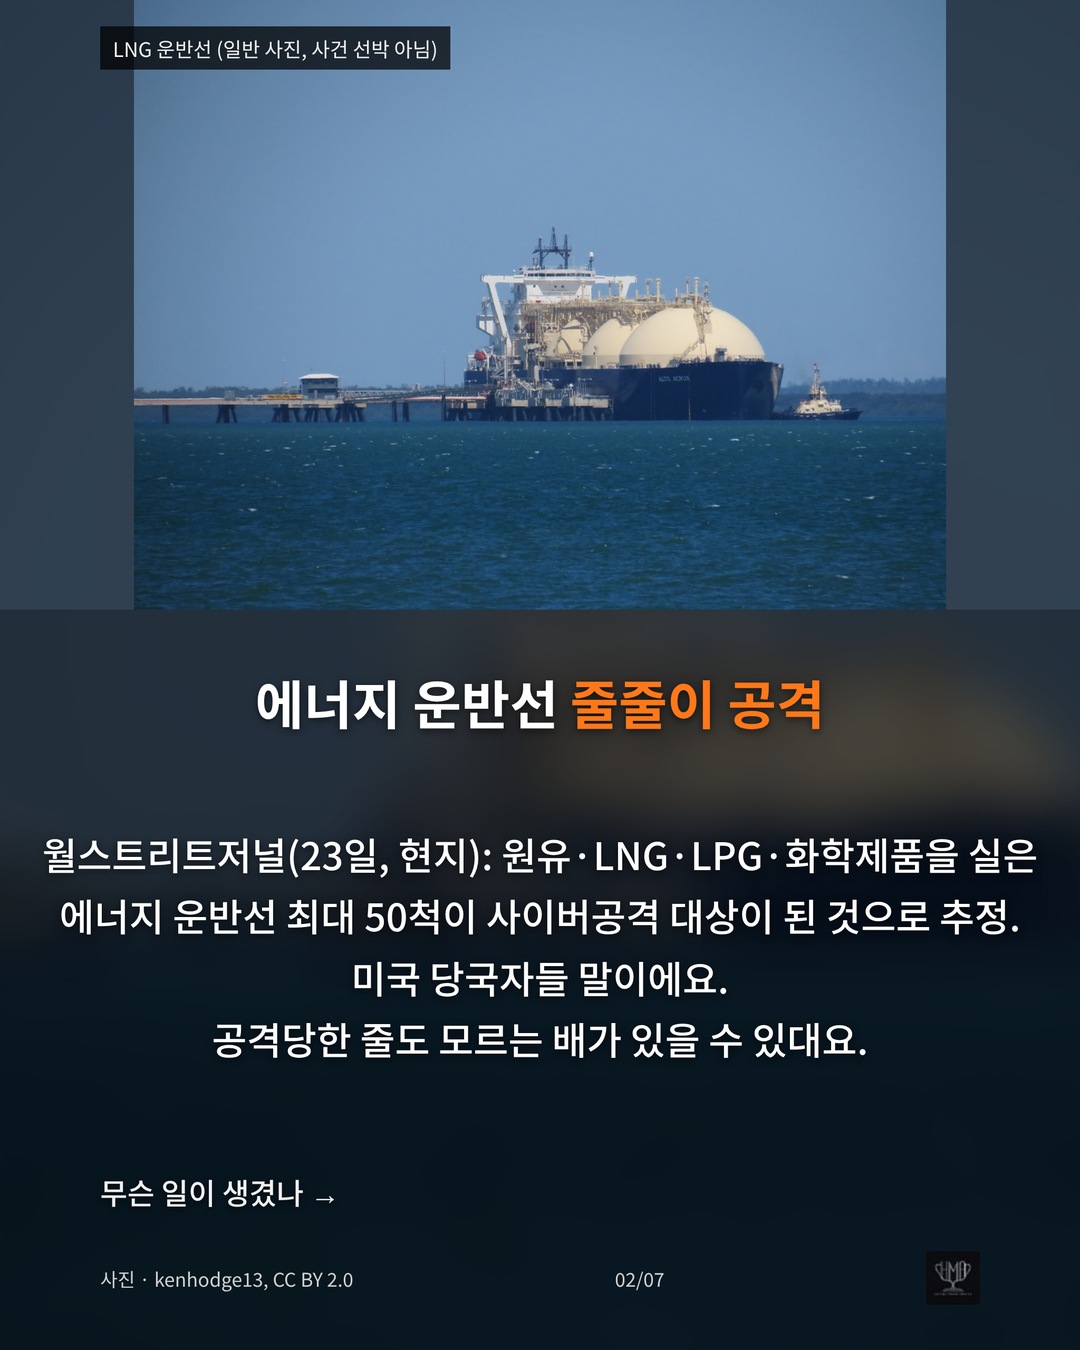 LNG 운반선 (일반 사진, 사건 선박 아님)
에너지 운반선 줄줄이 공격
월스트리트저널(23일, 현지): 원유·LNG·LPG·화학제품을 실은
에너지 운반선 최대 50척이 사이버공격 대상이 된 것으로 추정.
미국 당국자들 말이에요.
공격당한 줄도 모르는 배가 있을 수 있대요.
무슨 일이 생겼나 →
사진 · kenhodge13, CC BY 2.0
02/07